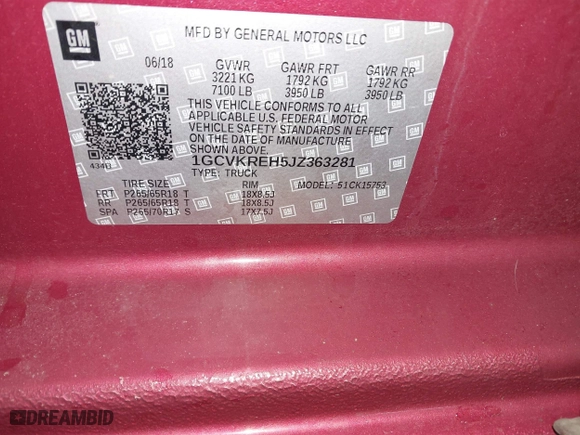 GM
MFD BY GENERAL MOTORS LLC
06/18 GVWR GAWR FRT GAWR RR
3221 KG 1792 KG 1792 KG
7100 LB 3950 LB 3950 LB
THIS VEHICLE CONFORMS TO ALL
APPLICABLE U.S. FEDERAL MOTOR
VEHICLE SAFETY STANDARDS IN EFFECT
ON THE DATE OF MANUFACTURE
SHOWN ABOVE.
434B 1GCVKREH5JZ363281
TYPE: TRUCK MODEL: 51CK15753
TIRE SIZE RIM
FRT P265/65R18 T 18X8.5J
RR P265/65R18 T 18X8.5J
SPA P265/70R17 S 17X7.5J
DREAMBID